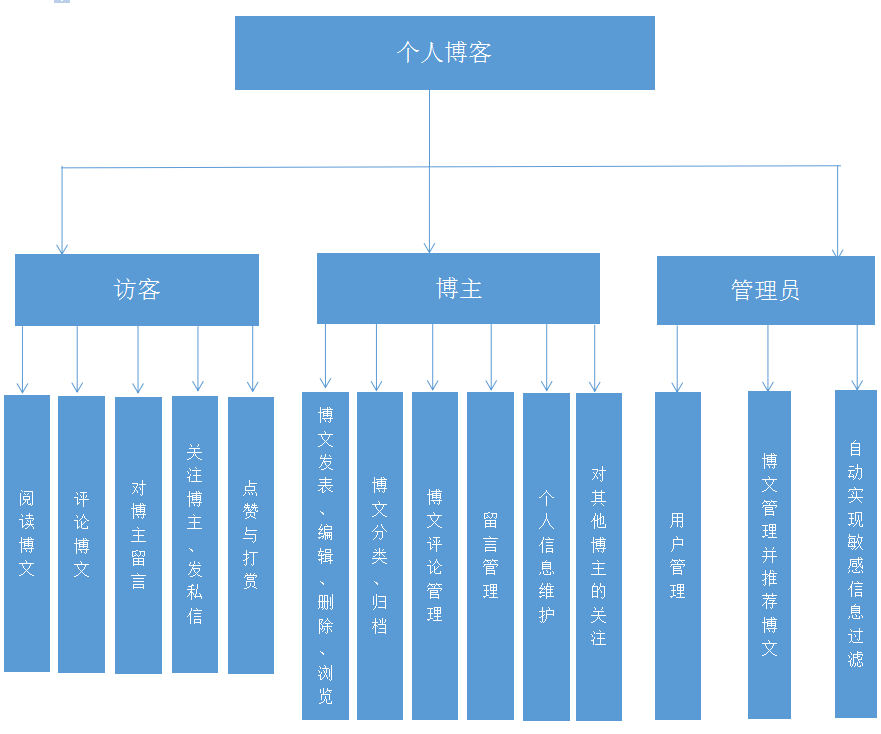 个人博客
访客
博主
管理员
阅读博文
评论博文
对博主留言
关注博主、发私信
点赞与打赏
博文发表、编辑、删除、浏览
博文分类、归档
博文评论管理
留言管理
个人信息维护
对其他博主的关注
用户管理
博文管理并推荐博文
自动实现敏感信息过滤